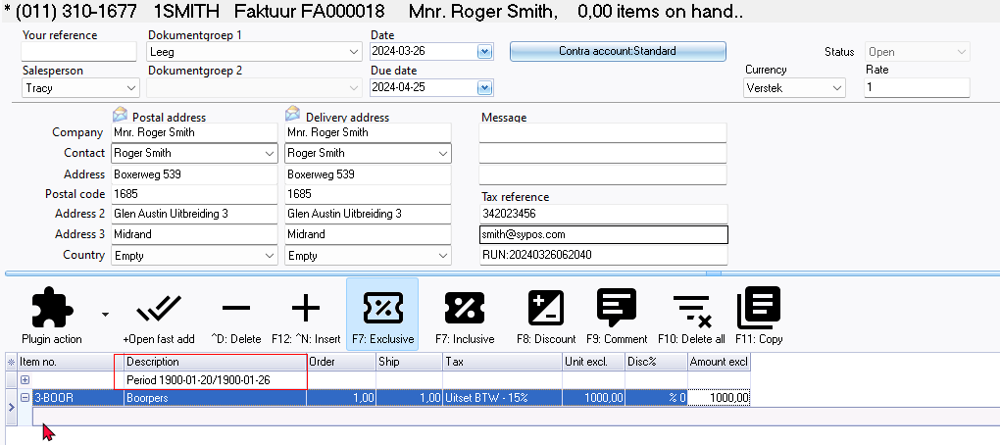 * (011) 310-1677 1SMITH Faktuur FA000018 Mnr. Roger Smith, 0,00 items on hand..
Your reference Dokumentgroep 1 Date
Leeg 2024-03-26 Contra account:Standard Status Open
Salesperson Dokumentgroep 2 Due date Currency Rate
Tracy 2024-04-25 Verstek 1
Postal address Delivery address Message
Company Mnr. Roger Smith Mnr. Roger Smith
Contact Roger Smith Roger Smith
Address Boxerweg 539 Boxerweg 539
Postal code 1685 1685 Tax reference
Address 2 Glen Austin Uitbreiding 3 Glen Austin Uitbreiding 3 342023456
Address 3 Midrand Midrand smith@sypos.com
Country Empty Empty RUN:20240326062040
Plugin action +Open fast add ^D: Delete F12: ^N: Insert F7: Exclusive F7: Inclusive F8: Discount F9: Comment F10: Delete all F11: Copy
Item no. Description Order Ship Tax Unit excl. Disc% Amount excl
Period 1900-01-20/1900-01-26
3-BOOR Boorpers 1,00 1,00 Uitset BTW - 15% 1000,00 % 0 1000,00